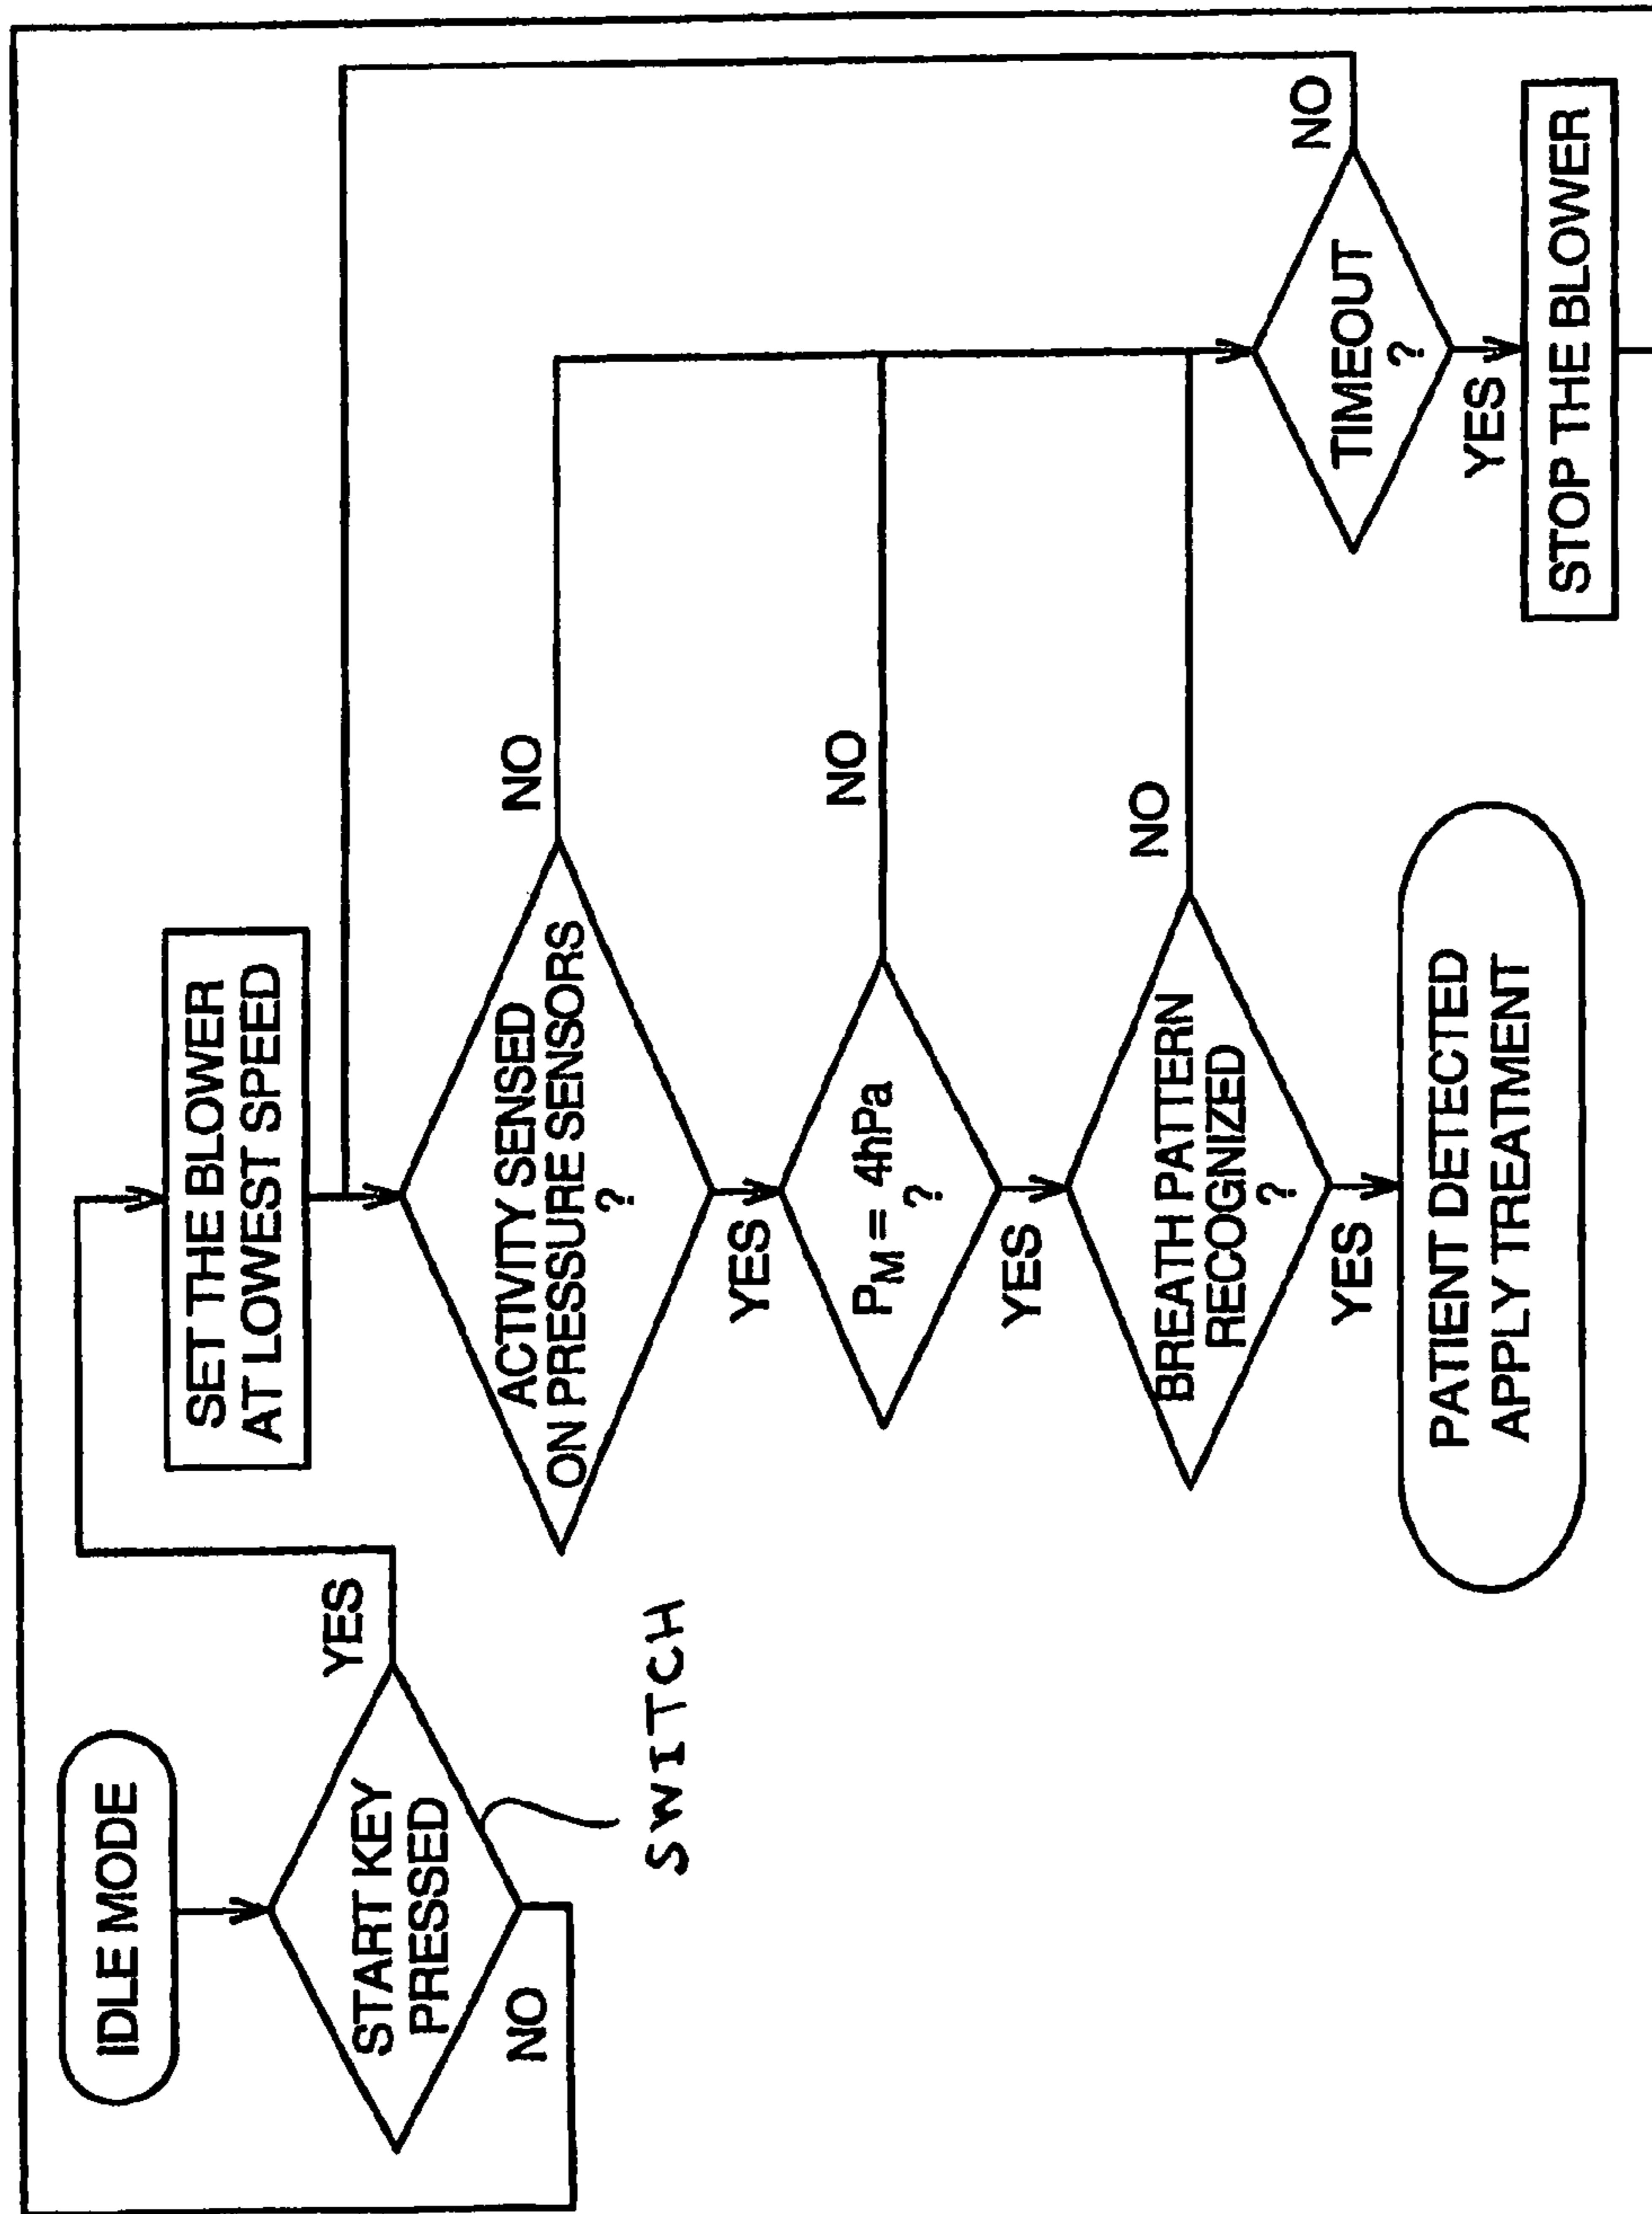 IDLE MODE
START KEY
PRESSED
YES
NO
SWITCH
SET THE BLOWER
AT LOWEST SPEED
ACTIVITY SENSED
ON PRESSURE SENSORS
?
NO
YES
PM = 4hPa
?
NO
YES
BREATH PATTERN
RECOGNIZED
?
NO
YES
PATIENT DETECTED
APPLY TREATMENT
TIMEOUT
?
NO
YES
STOP THE BLOWER